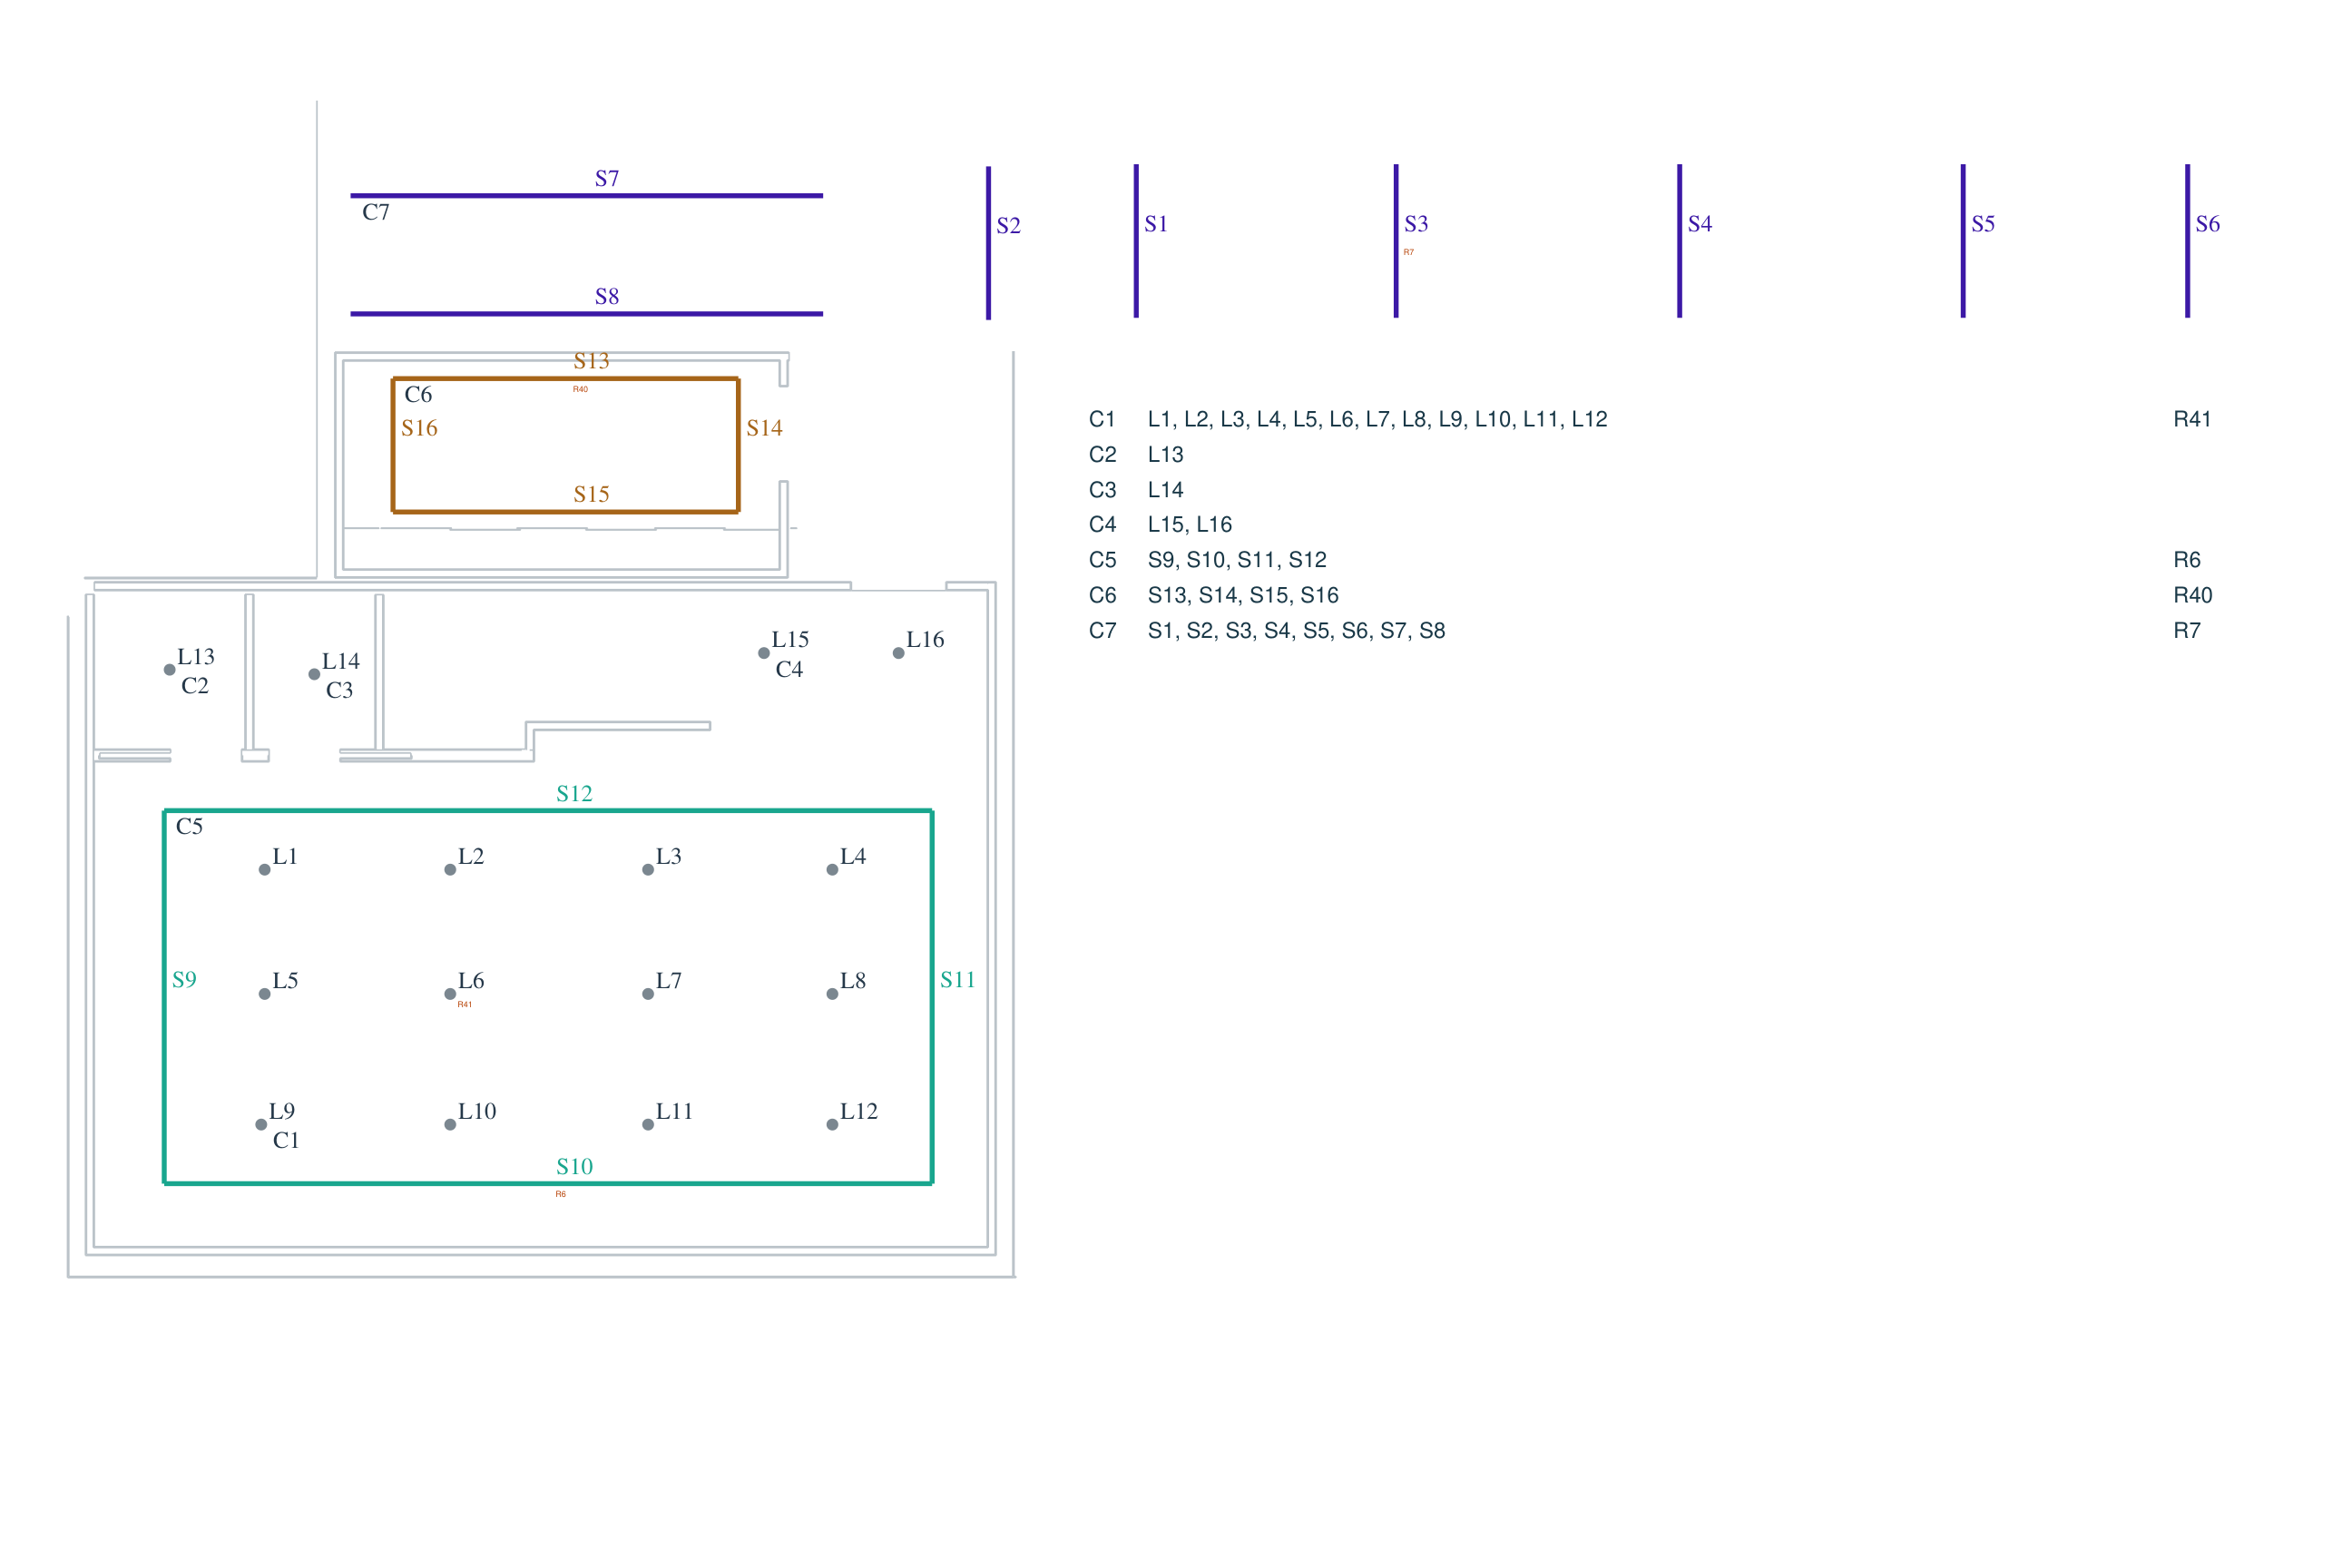 S7
C7
S2
S1
S3
R7
S4
S5
S6
S8
S13
R40
C6
S16
S14
S15
C1 L1, L2, L3, L4, L5, L6, L7, L8, L9, L10, L11, L12 R41
C2 L13
C3 L14
C4 L15, L16
C5 S9, S10, S11, S12 R6
C6 S13, S14, S15, S16 R40
C7 S1, S2, S3, S4, S5, S6, S7, S8 R7
L13
C2
L14
C3
L15
C4
L16
S12
C5
L1
L2
L3
L4
S9
L5
L6
R41
L7
L8
S11
L9
C1
L10
L11
L12
S10
R6